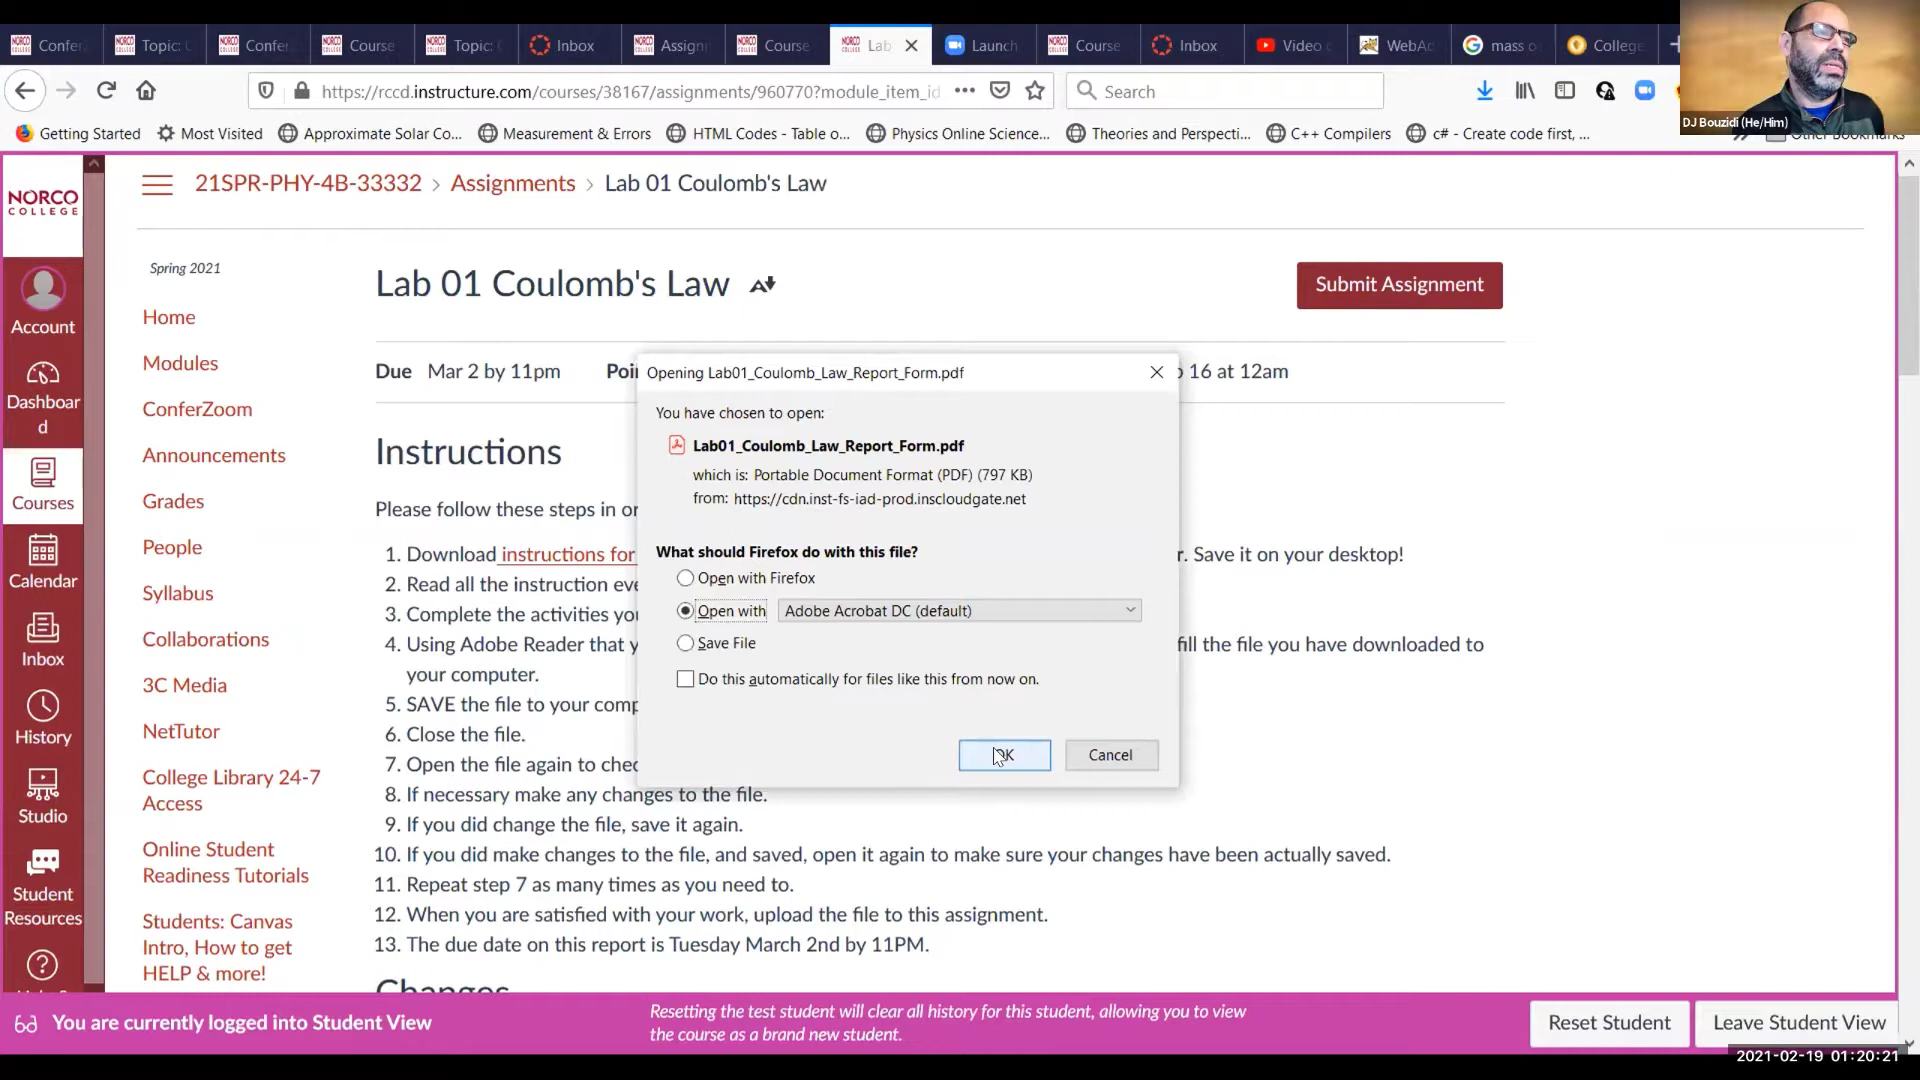 Confer
Topic:
Confer
Course
Topic:
Inbox
Assign
Course
Lab
Launch
Course
Inbox
Video
WebAs
mass o
College
https://rccd.instructure.com/courses/38167/assignments/960770?module_item_id
Search
DJ Bouzidi (He/Him)
Getting Started
Most Visited
Approximate Solar Co...
Measurement & Errors
HTML Codes - Table o...
Physics Online Science...
Theories and Perspecti...
C++ Compilers
c# - Create code first, ...
Other Bookmarks
NORCO
COLLEGE
21SPR-PHY-4B-33332 > Assignments > Lab 01 Coulomb's Law
Account
Dashboar
d
Courses
Calendar
Inbox
History
Studio
Student
Resources
Spring 2021
Home
Modules
ConferZoom
Announcements
Grades
People
Syllabus
Collaborations
3C Media
NetTutor
College Library 24-7
Access
Online Student
Readiness Tutorials
Students: Canvas
Intro, How to get
HELP & more!
Lab 01 Coulomb's Law
Submit Assignment
Due Mar 2 by 11pm Poin 16 at 12am
Instructions
Please follow these steps in or
1. Download instructions for r. Save it on your desktop!
2. Read all the instruction eve
3. Complete the activities you
4. Using Adobe Reader that y fill the file you have downloaded to
your computer.
5. SAVE the file to your comp
6. Close the file.
7. Open the file again to chec
8. If necessary make any changes to the file.
9. If you did change the file, save it again.
10. If you did make changes to the file, and saved, open it again to make sure your changes have been actually saved.
11. Repeat step 7 as many times as you need to.
12. When you are satisfied with your work, upload the file to this assignment.
13. The due date on this report is Tuesday March 2nd by 11PM.
Changes
Opening Lab01_Coulomb_Law_Report_Form.pdf
You have chosen to open:
Lab01_Coulomb_Law_Report_Form.pdf
which is: Portable Document Format (PDF) (797 KB)
from: https://cdn.inst-fs-iad-prod.inscloudgate.net
What should Firefox do with this file?
Open with Firefox
Open with Adobe Acrobat DC (default)
Save File
Do this automatically for files like this from now on.
OK
Cancel
You are currently logged into Student View
Resetting the test student will clear all history for this student, allowing you to view
the course as a brand new student.
Reset Student
Leave Student View
2021-02-19 01:20:21